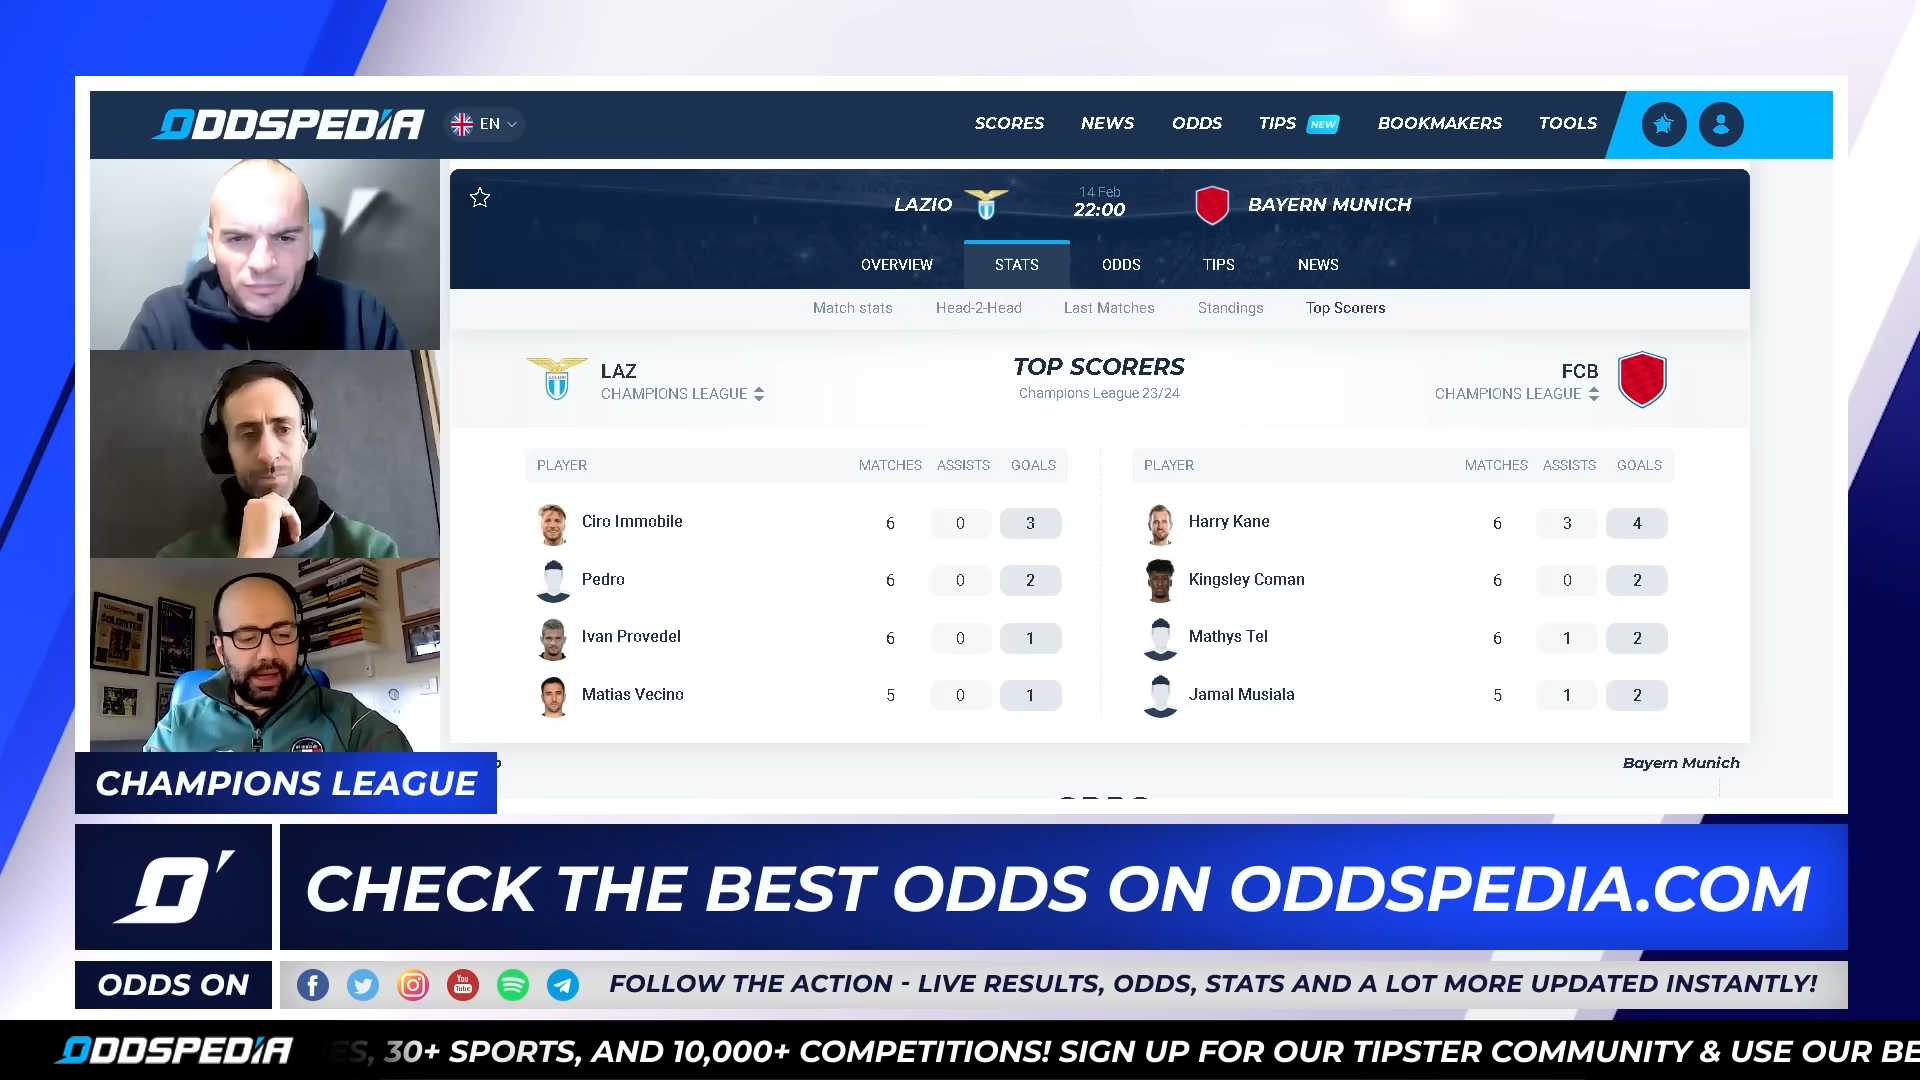 ODDSPEDIA
EN
SCORES NEWS ODDS TIPS NEW BOOKMAKERS TOOLS
LAZIO 14 Feb 22:00 BAYERN MUNICH
OVERVIEW STATS ODDS TIPS NEWS
Match stats Head-2-Head Last Matches Standings Top Scorers
LAZ
CHAMPIONS LEAGUE
TOP SCORERS
Champions League 23/24
FCB
CHAMPIONS LEAGUE
PLAYER MATCHES ASSISTS GOALS
Ciro Immobile 6 0 3
Pedro 6 0 2
Ivan Provedel 6 0 1
Matias Vecino 5 0 1
PLAYER MATCHES ASSISTS GOALS
Harry Kane 6 3 4
Kingsley Coman 6 0 2
Mathys Tel 6 1 2
Jamal Musiala 5 1 2
Bayern Munich
CHAMPIONS LEAGUE
CHECK THE BEST ODDS ON ODDSPEDIA.COM
ODDS ON
You Tube
FOLLOW THE ACTION - LIVE RESULTS, ODDS, STATS AND A LOT MORE UPDATED INSTANTLY!
ODDSPEDIA
ES, 30+ SPORTS, AND 10,000+ COMPETITIONS! SIGN UP FOR OUR TIPSTER COMMUNITY & USE OUR BE